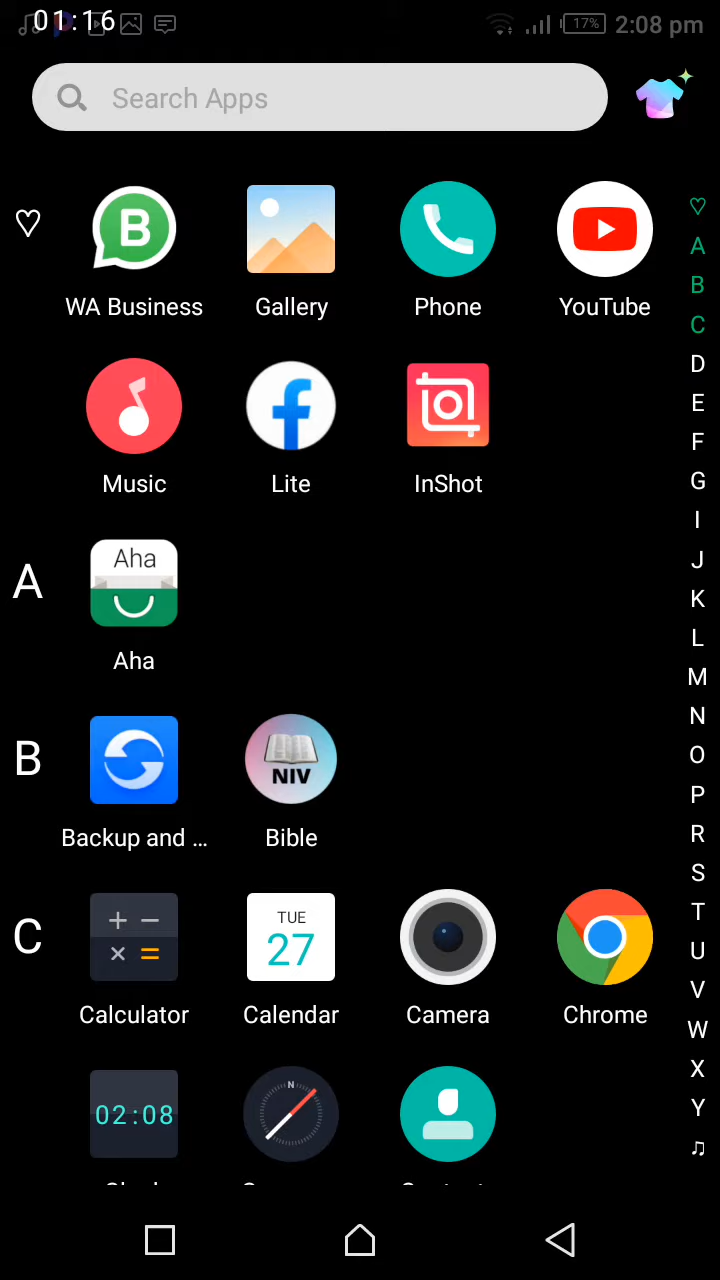 01:16
17% 2:08 pm
Search Apps
B
WA Business Gallery Phone YouTube
Music Lite InShot
A
Aha
Aha
B
NIV
Backup and ... Bible
C
+ − × =
TUE
27
Calculator Calendar Camera Chrome
02:08
N
A
B
C
D
E
F
G
I
J
K
L
M
N
O
P
R
S
T
U
V
W
X
Y